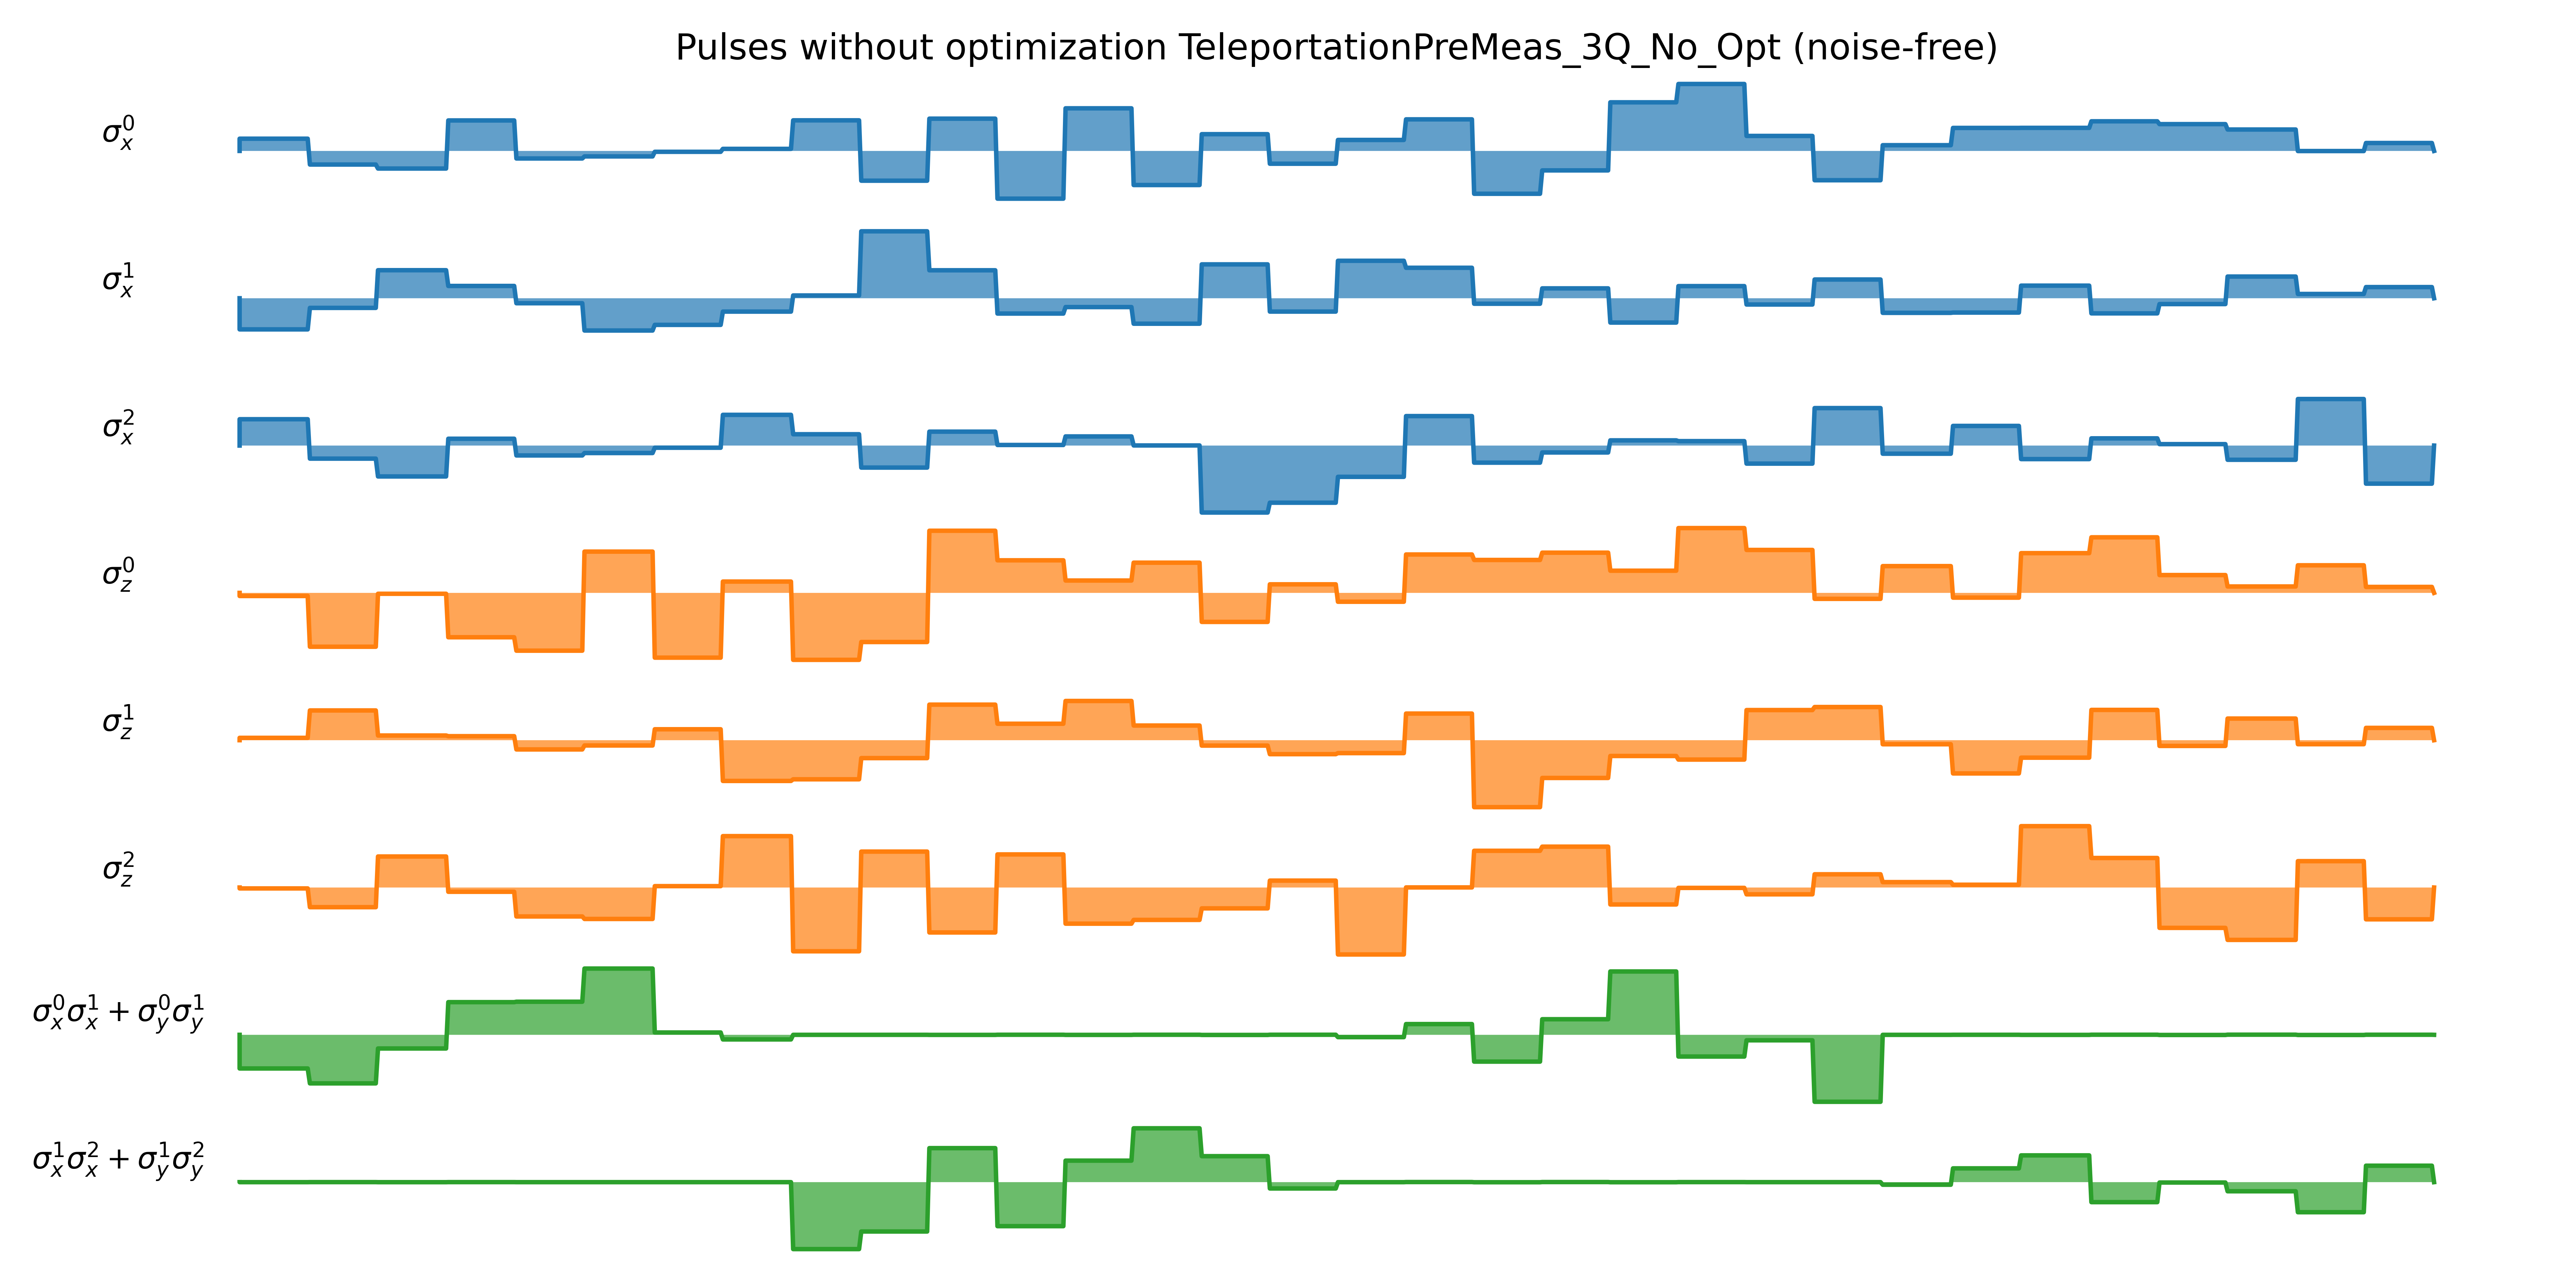 Pulses without optimization TeleportationPreMeas_3Q_No_Opt (noise-free)
σ_x^0
σ_x^1
σ_x^2
σ_z^0
σ_z^1
σ_z^2
σ_x^0σ_x^1 + σ_y^0σ_y^1
σ_x^1σ_x^2 + σ_y^1σ_y^2